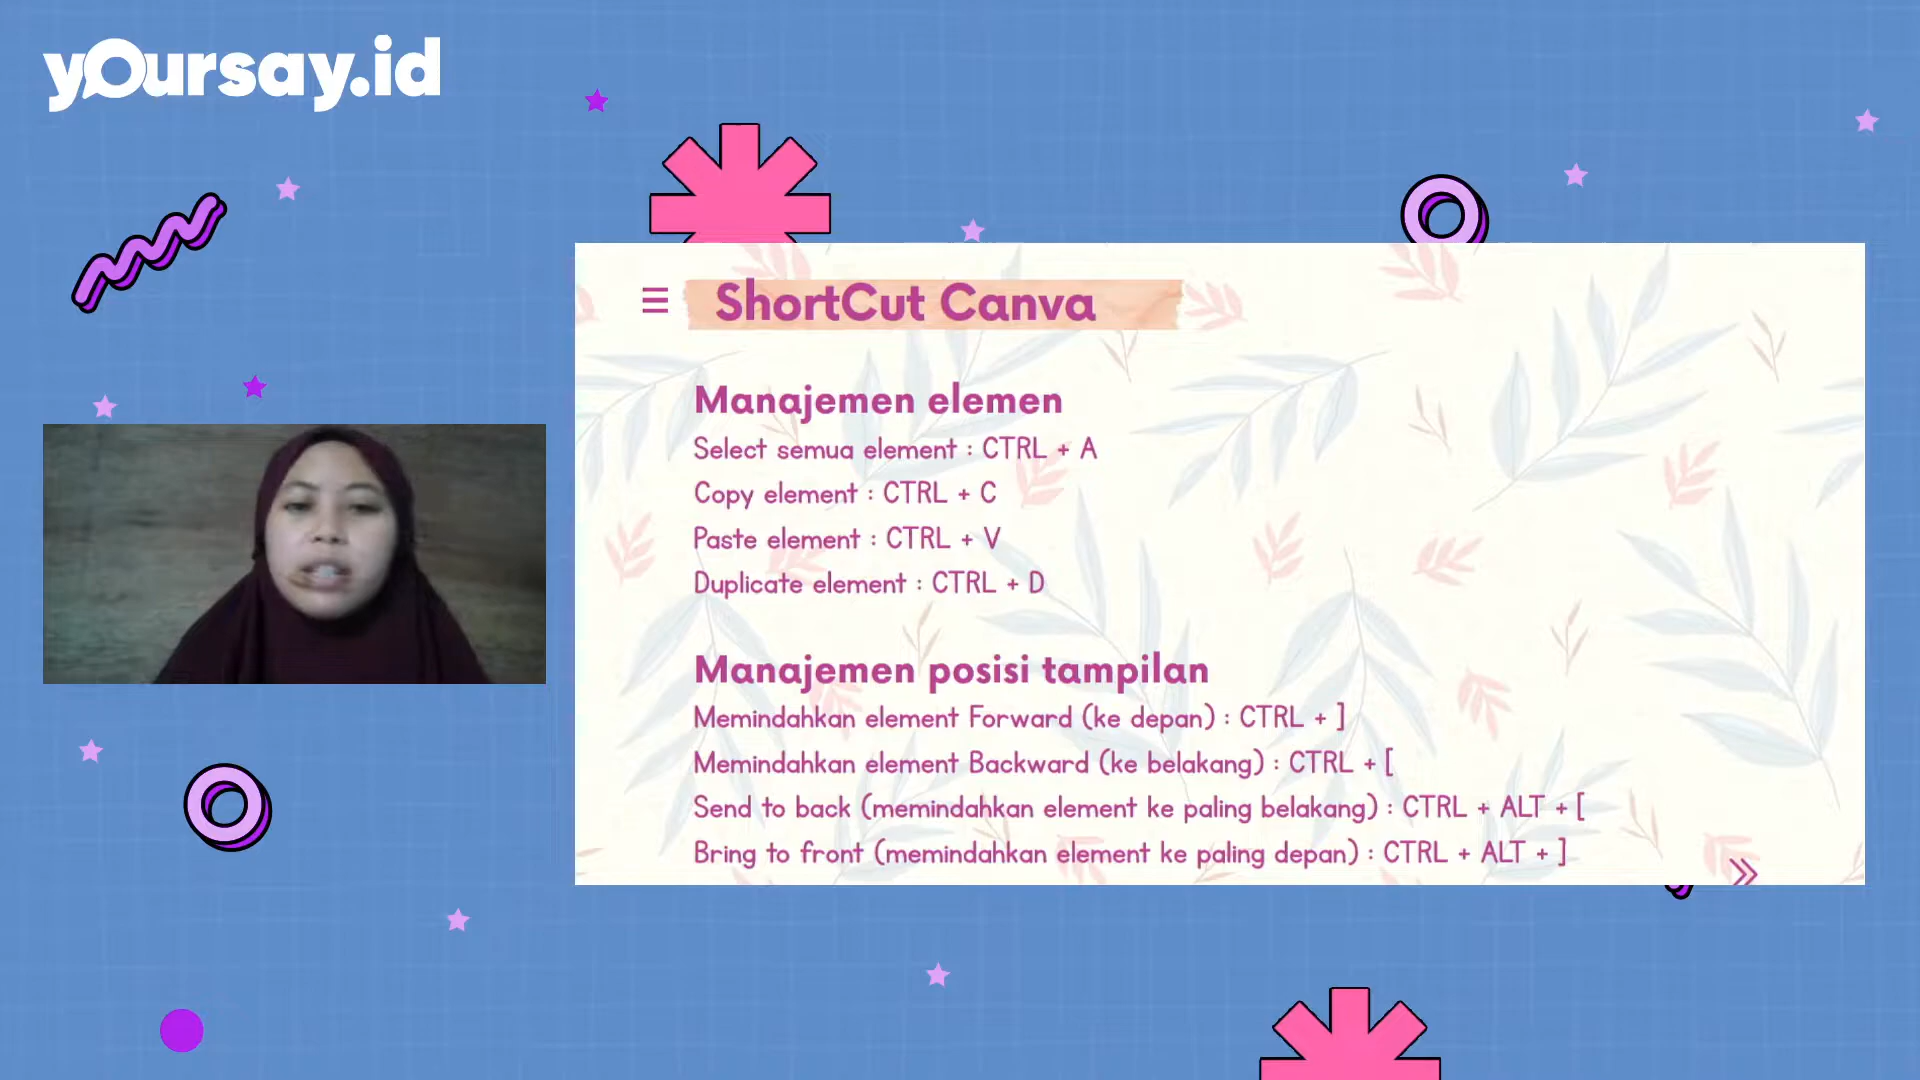 yoursay.id
ShortCut Canva
Manajemen elemen
Select semua element : CTRL + A
Copy element : CTRL + C
Paste element : CTRL + V
Duplicate element : CTRL + D
Manajemen posisi tampilan
Memindahkan element Forward (ke depan) : CTRL + ]
Memindahkan element Backward (ke belakang) : CTRL + [
Send to back (memindahkan element ke paling belakang) : CTRL + ALT + [
Bring to front (memindahkan element ke paling depan) : CTRL + ALT + ]